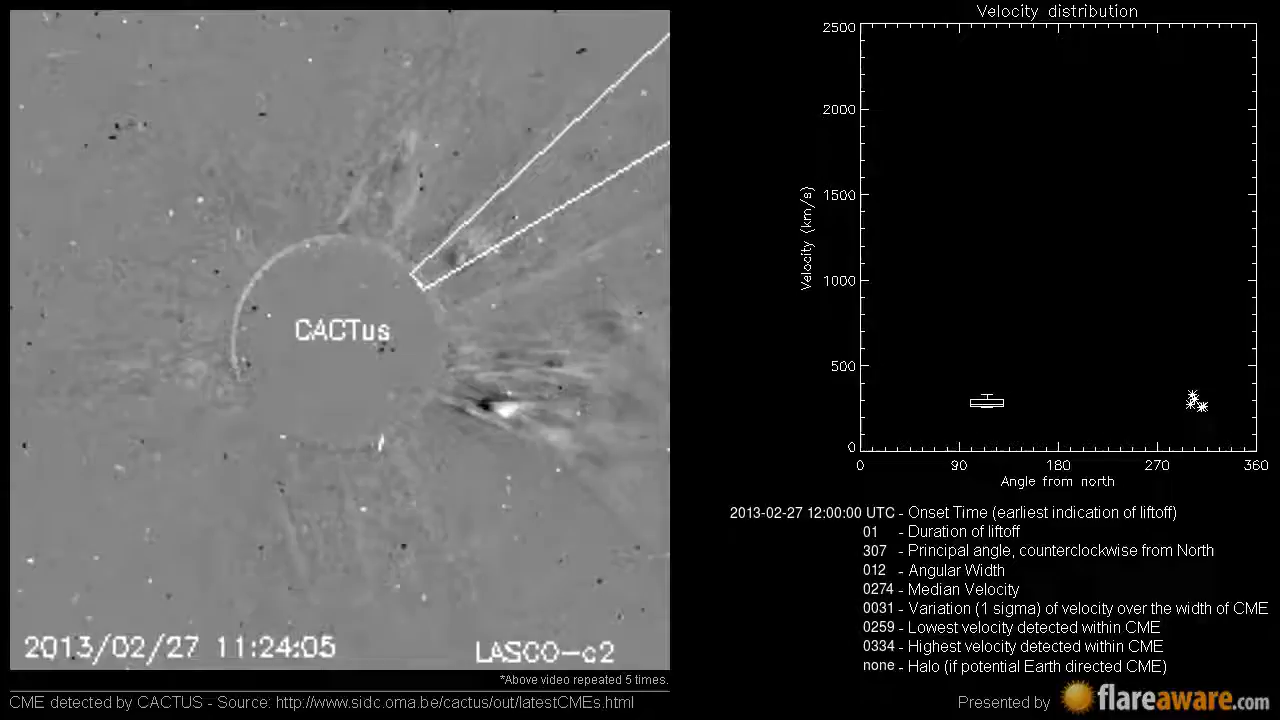 CACTus
2013/02/27 11:24:05
LASCO-c2
*Above video repeated 5 times.
CME detected by CACTUS - Source: http://www.sidc.oma.be/cactus/out/latestCMEs.html
Velocity distribution
Velocity (km/s)
2500
2000
1500
1000
500
0
0 90 180 270 360
Angle from north
2013-02-27 12:00:00 UTC - Onset Time (earliest indication of liftoff)
01 - Duration of liftoff
307 - Principal angle, counterclockwise from North
012 - Angular Width
0274 - Median Velocity
0031 - Variation (1 sigma) of velocity over the width of CME
0259 - Lowest velocity detected within CME
0334 - Highest velocity detected within CME
none - Halo (if potential Earth directed CME)
Presented by flareaware.com